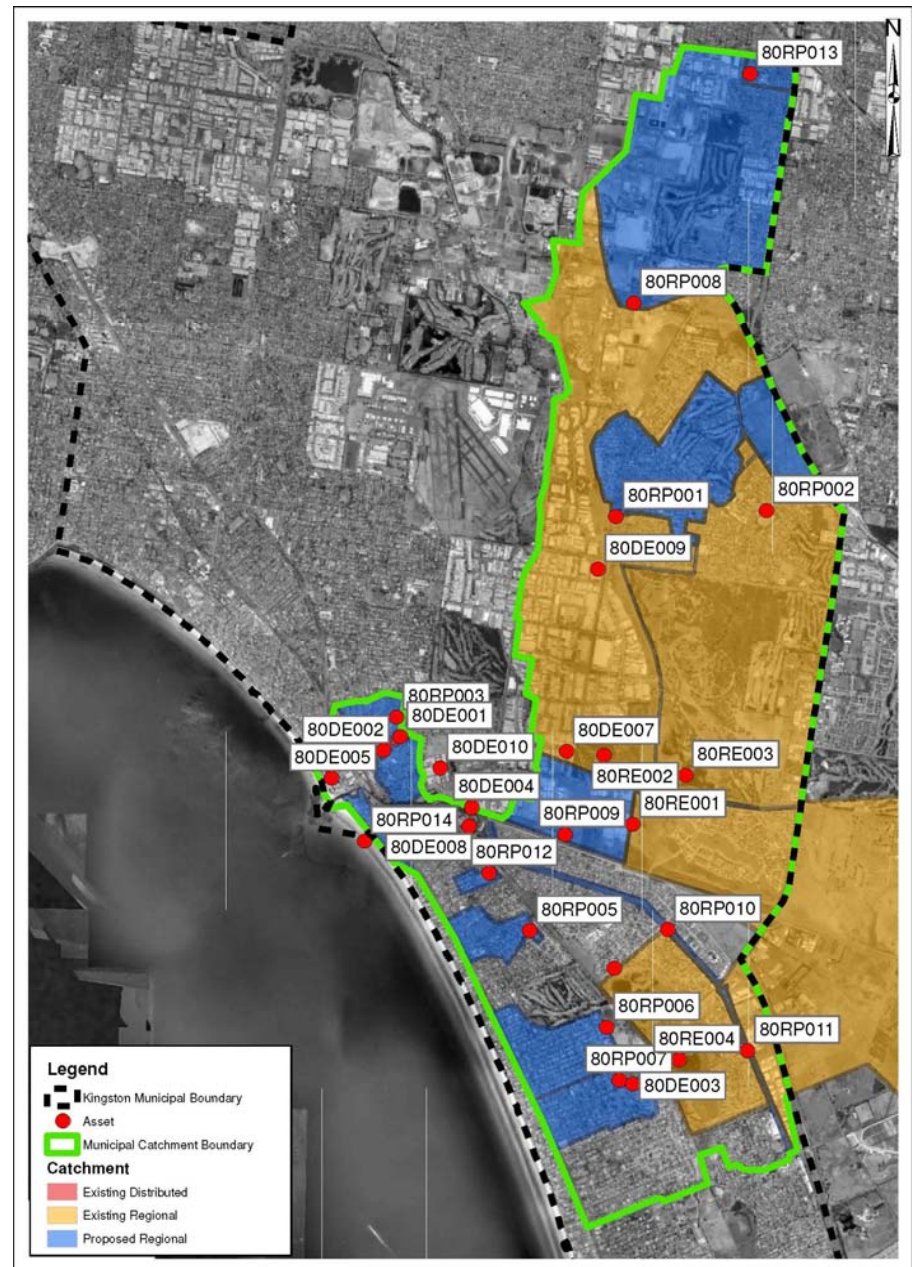 N
80RP013
80RP008
80RP001
80RP002
80DE009
80RP003
80DE002
80DE001
80DE005
80DE010
80DE007
80DE004
80RE002
80RE003
80RP014
80RP009
80RE001
80DE008
80RP012
80RP005
80RP010
80RP006
80RE004
80RP011
80RP007
80DE003
Legend
Kingston Municipal Boundary
Asset
Municipal Catchment Boundary
Catchment
Existing Distributed
Existing Regional
Proposed Regional